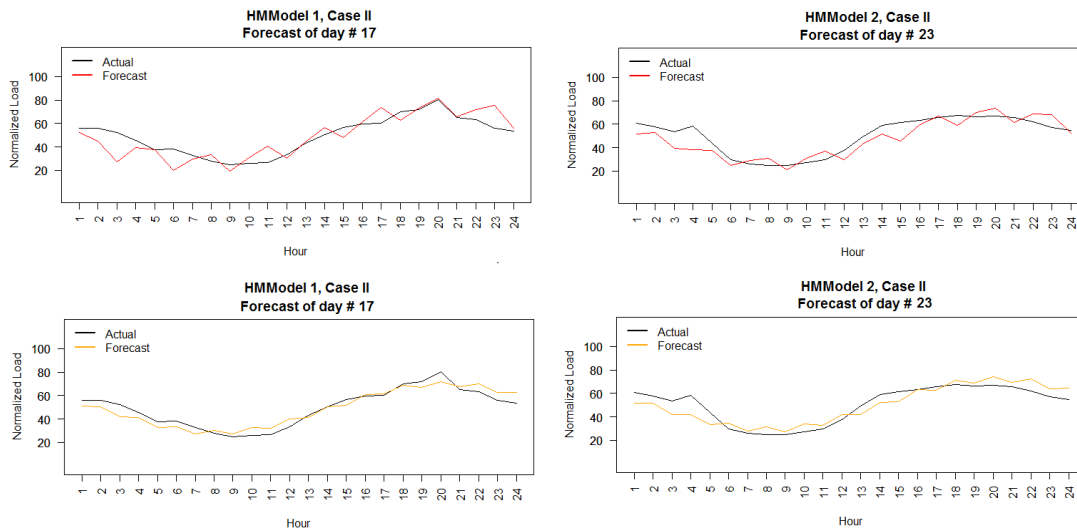 HMModel 1, Case II
Forecast of day # 17
Actual
Forecast
Normalized Load
100
80
60
40
20
1 2 3 4 5 6 7 8 9 10 11 12 13 14 15 16 17 18 19 20 21 22 23 24
Hour
HMModel 2, Case II
Forecast of day # 23
Actual
Forecast
Normalized Load
100
80
60
40
20
1 2 3 4 5 6 7 8 9 10 11 12 13 14 15 16 17 18 19 20 21 22 23 24
Hour
HMModel 1, Case II
Forecast of day # 17
Actual
Forecast
Normalized Load
100
80
60
40
20
1 2 3 4 5 6 7 8 9 10 11 12 13 14 15 16 17 18 19 20 21 22 23 24
Hour
HMModel 2, Case II
Forecast of day # 23
Actual
Forecast
Normalized Load
100
80
60
40
20
1 2 3 4 5 6 7 8 9 10 11 12 13 14 15 16 17 18 19 20 21 22 23 24
Hour